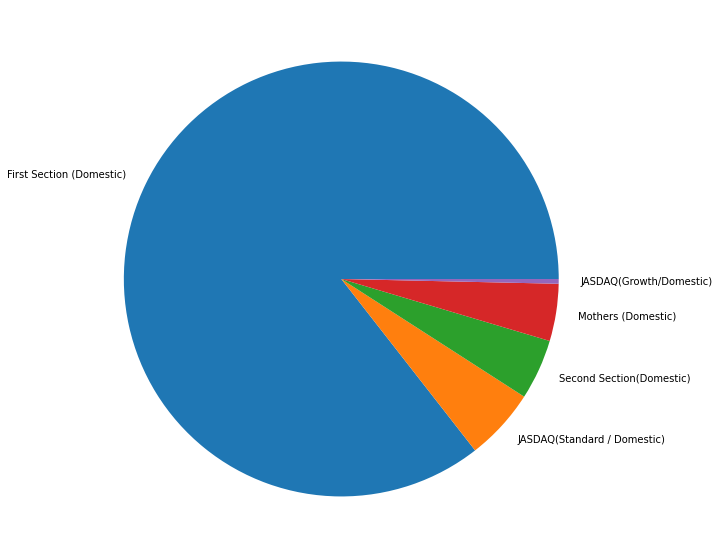 First Section (Domestic)
JASDAQ(Growth/Domestic)
Mothers (Domestic)
Second Section(Domestic)
JASDAQ(Standard / Domestic)